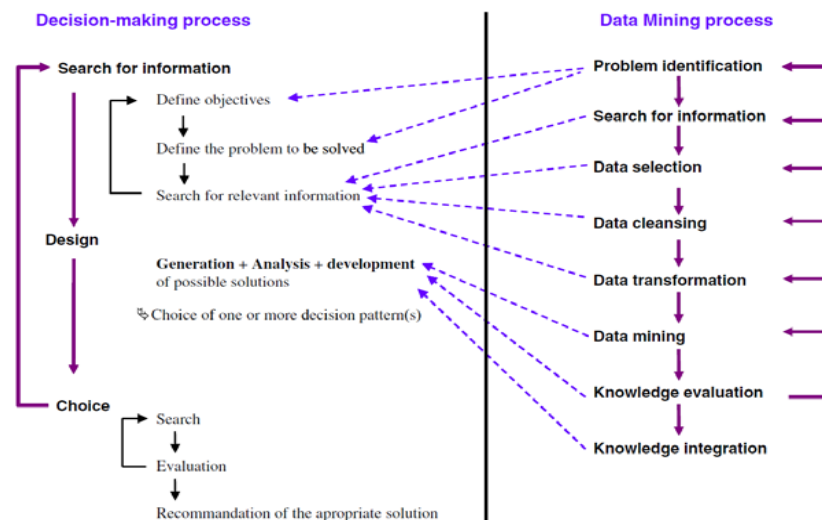 Decision-making process
Search for information
Define objectives
Define the problem to be solved
Search for relevant information
Design
Generation + Analysis + development
of possible solutions
Choice of one or more decision pattern(s)
Choice
Search
Evaluation
Recommandation of the apropriate solution
Data Mining process
Problem identification
Search for information
Data selection
Data cleansing
Data transformation
Data mining
Knowledge evaluation
Knowledge integration